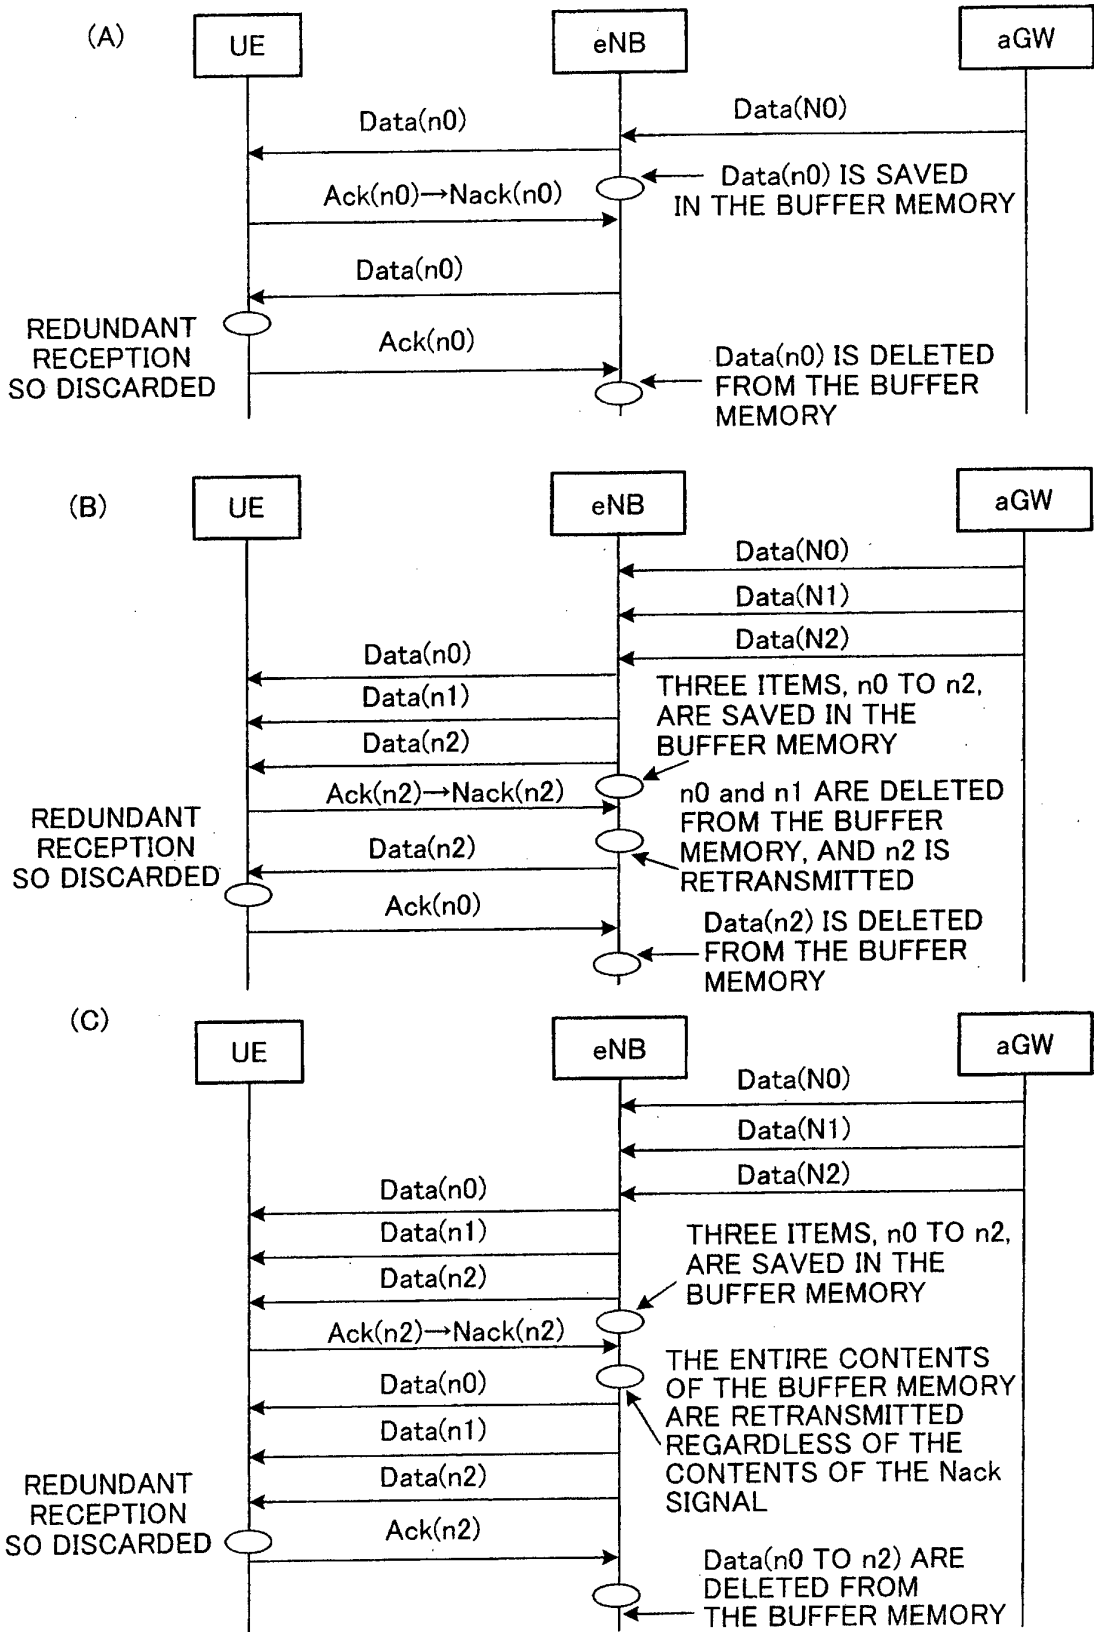 (A)
UE
eNB
aGW
Data(n0)
Data(N0)
Ack(n0)→Nack(n0)
Data(n0) IS SAVED
IN THE BUFFER MEMORY
Data(n0)
REDUNDANT
RECEPTION
SO DISCARDED
Ack(n0)
Data(n0) IS DELETED
FROM THE BUFFER
MEMORY
(B)
UE
eNB
aGW
Data(N0)
Data(N1)
Data(N2)
Data(n0)
Data(n1)
Data(n2)
THREE ITEMS, n0 TO n2,
ARE SAVED IN THE
BUFFER MEMORY
Ack(n2)→Nack(n2)
n0 and n1 ARE DELETED
FROM THE BUFFER
MEMORY, AND n2 IS
RETRANSMITTED
REDUNDANT
RECEPTION
SO DISCARDED
Data(n2)
Ack(n0)
Data(n2) IS DELETED
FROM THE BUFFER
MEMORY
(C)
UE
eNB
aGW
Data(N0)
Data(N1)
Data(N2)
Data(n0)
Data(n1)
Data(n2)
THREE ITEMS, n0 TO n2,
ARE SAVED IN THE
BUFFER MEMORY
Ack(n2)→Nack(n2)
THE ENTIRE CONTENTS
OF THE BUFFER MEMORY
ARE RETRANSMITTED
REGARDLESS OF THE
CONTENTS OF THE Nack
SIGNAL
Data(n0)
Data(n1)
Data(n2)
REDUNDANT
RECEPTION
SO DISCARDED
Ack(n2)
Data(n0 TO n2) ARE
DELETED FROM
THE BUFFER MEMORY